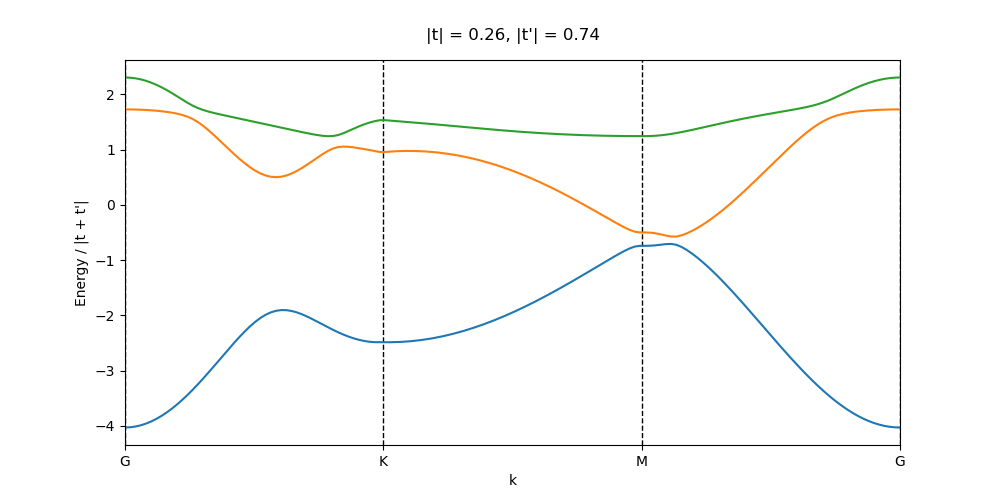 |t| = 0.26, |t'| = 0.74
Energy / |t + t'|
2
1
0
−1
−2
−3
−4
G
K
M
G
k